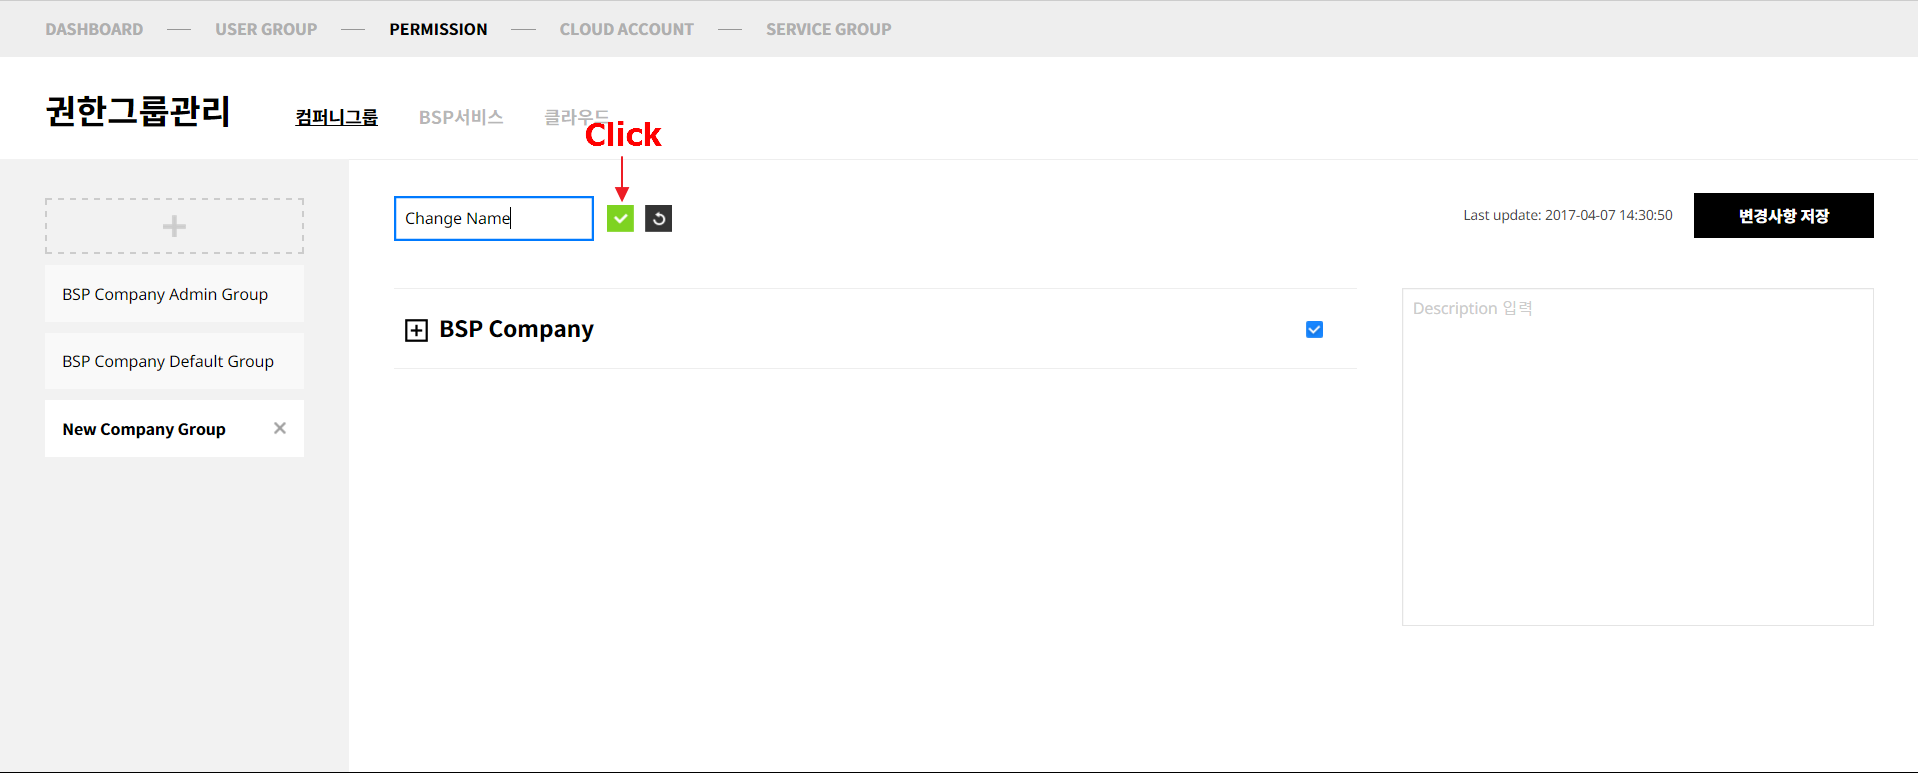 DASHBOARD — USER GROUP — PERMISSION — CLOUD ACCOUNT — SERVICE GROUP
권한그룹관리 컴퍼니그룹 BSP서비스 클라우드
Click
Change Name
Last update: 2017-04-07 14:30:50
변경사항 저장
BSP Company Admin Group
BSP Company Default Group
New Company Group
BSP Company
Description 입력